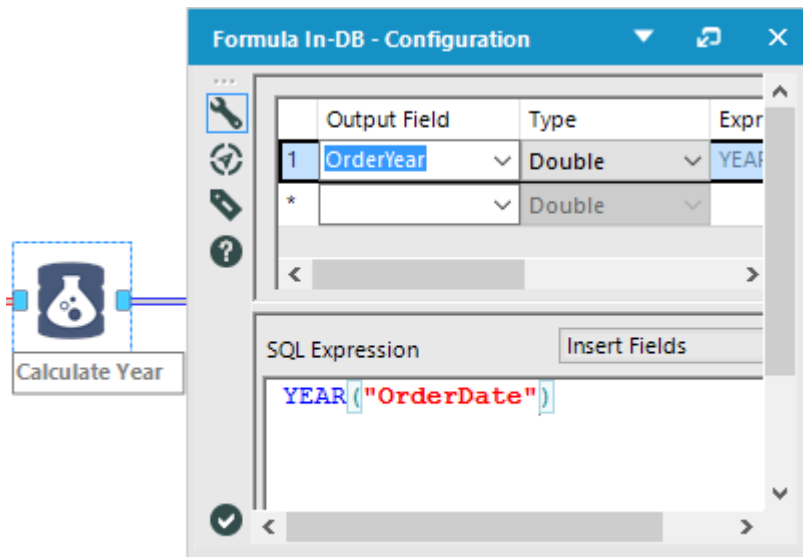 Formula In-DB - Configuration
Output Field Type Expr
1 OrderYear Double YEAR
* Double
Calculate Year
SQL Expression Insert Fields
YEAR("OrderDate")